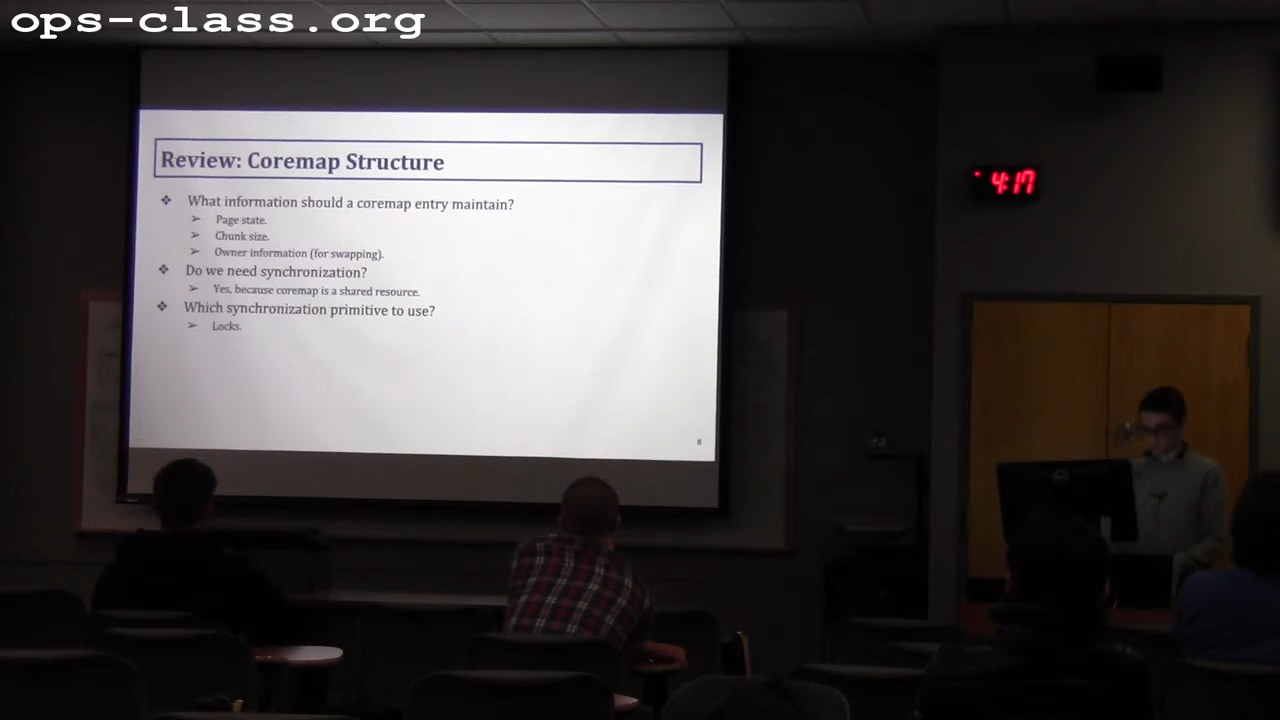 ops-class.org
Review: Coremap Structure
❖ What information should a coremap entry maintain?
➢ Page state.
➢ Chunk size.
➢ Owner information (for swapping).
❖ Do we need synchronization?
➢ Yes, because coremap is a shared resource.
❖ Which synchronization primitive to use?
➢ Locks.
8
4:17